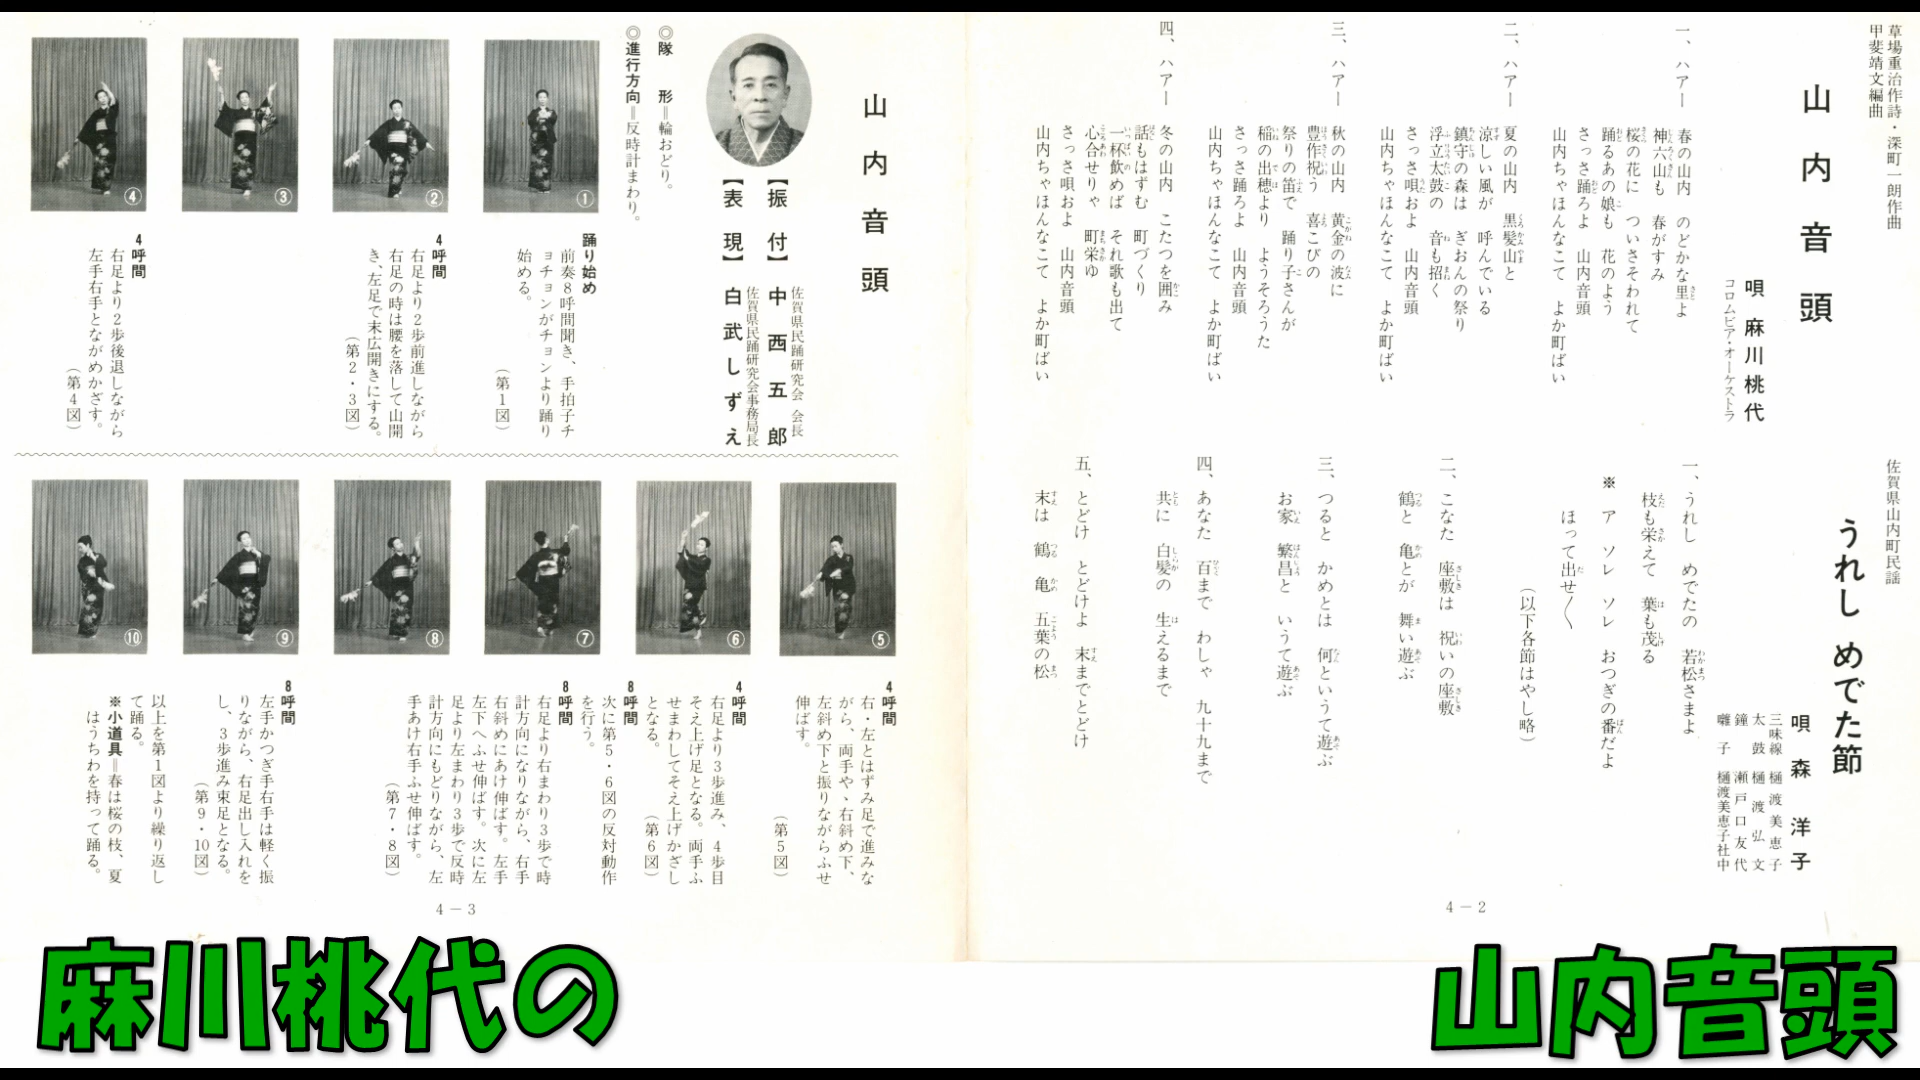 草場重治作詩・深町一朗作曲
甲斐靖文編曲
山内音頭
唄 麻川桃代
コロムビア・オーケストラ
一、ハアー
春の山内 のどかな里よ
神六山も 春がすみ
桜の花に ついさそわれて
踊るあの娘も 花のよう
さっさ踊ろよ 山内音頭
山内ちゃほんなこて よか町ばい
二、ハアー
夏の山内 黒髪山と
涼しい風が 呼んでいる
鎮守の森は ぎおんの祭り
浮立太鼓の 音も招く
さっさ唄およ 山内音頭
山内ちゃほんなこて よか町ばい
三、ハアー
秋の山内 黄金の波に
豊作祝う 喜こびの
祭りの笛で 踊り子さんが
稲の出穂より ようそろうた
さっさ踊ろよ 山内音頭
山内ちゃほんなこて よか町ばい
四、ハアー
冬の山内 こたつを囲み
話もはずむ 町づくり
一杯飲めば それ歌も出て
心合せりゃ 町栄ゆ
さっさ唄およ 山内音頭
山内ちゃほんなこて よか町ばい
佐賀県山内町民謡
うれしめでた節
唄 森洋子
三味線 樋渡美恵子
太鼓 樋渡弘文
鐘 瀬戸口友代
囃子 樋渡美恵子社中
一、うれし めでたの 若松さまよ
枝も栄えて 葉も茂る
※ ア ソレ ソレ おつぎの番だよ
ほって出せ〱
(以下各節はやし略)
二、こなた 座敷は 祝いの座敷
鶴と 亀とが 舞い遊ぶ
三、つると かめとは 何というて遊ぶ
お家 繁昌と いうて遊ぶ
四、あなた 百まで わしゃ 九十九まで
共に 白髪の 生えるまで
五、とどけ とどけよ 末までとどけ
末は 鶴 亀 五葉の松
4−2
山内音頭
【振付】 佐賀県民踊研究会 会長
中西五郎
【表現】 佐賀県民踊研究会事務局長
白武しずえ
◎隊形=輪おどり。
◎進行方向=反時計まわり。
①
②
③
④
踊り始め
前奏8呼間聞き、手拍子チ
ョチョンがチョンより踊り
始める。
(第1図)
4呼間
右足より2歩前進しながら
右足の時は腰を落して山開
き、左足で末広開きにする。
(第2・3図)
4呼間
右足より2歩後退しながら
左手右手とながめかざす。
(第4図)
⑤
⑥
⑦
⑧
⑨
⑩
4呼間
右・左とはずみ足で進みな
がら、両手や、右斜め下、
左斜め下と振りながらふせ
伸ばす。
(第5図)
4呼間
右足より3歩進み、4歩目
そえ上げ足となる。両手ふ
せまわしてそえ上げかざし
となる。
(第6図)
8呼間
次に第5・6図の反対動作
を行う。
8呼間
右足より右まわり3歩で時
計方向になりながら、右手
右斜めにあけ伸ばす。左手
左下へふせ伸ばす。次に左
足より左まわり3歩で反時
計方向にもどりながら、左
手あけ右手ふせ伸ばす。
(第7・8図)
8呼間
左手かつぎ右手は軽く振
りながら、右足出し入れを
し、3歩進み束足となる。
(第9・10図)
以上を第1図より繰り返し
て踊る。
※小道具=春は桜の枝、夏
はうちわを持って踊る。
4−3
麻川桃代の
山内音頭